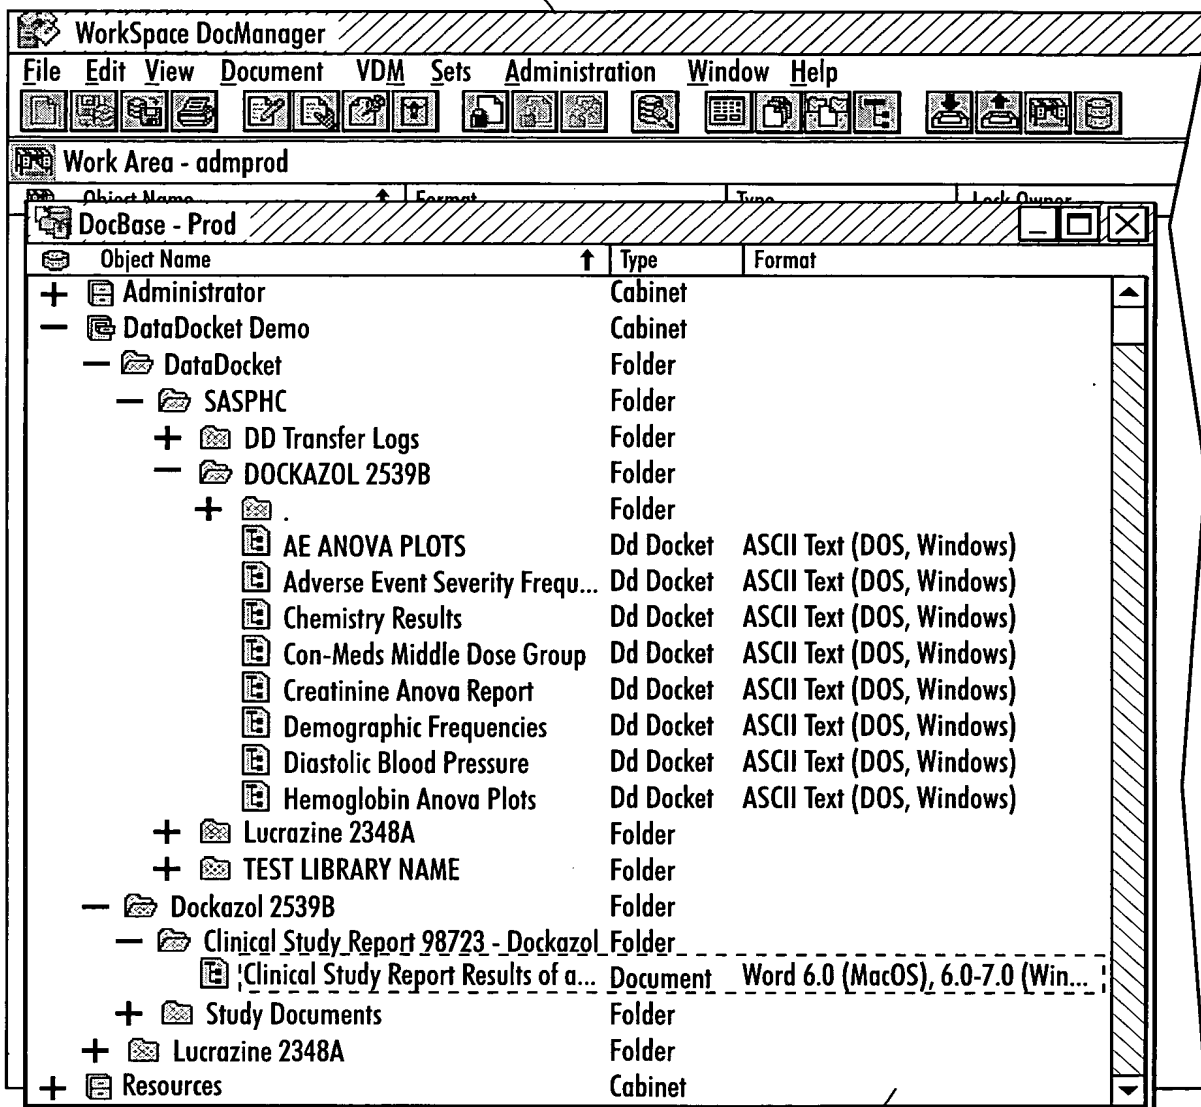 WorkSpace DocManager
File Edit View Document VDM Sets Administration Window Help
Work Area - admprod
Object Name Format Type Lock Owner
DocBase - Prod
Object Name Type Format
Administrator Cabinet
DataDocket Demo Cabinet
DataDocket Folder
SASPHC Folder
DD Transfer Logs Folder
DOCKAZOL 2539B Folder
. Folder
AE ANOVA PLOTS Dd Docket ASCII Text (DOS, Windows)
Adverse Event Severity Frequ... Dd Docket ASCII Text (DOS, Windows)
Chemistry Results Dd Docket ASCII Text (DOS, Windows)
Con-Meds Middle Dose Group Dd Docket ASCII Text (DOS, Windows)
Creatinine Anova Report Dd Docket ASCII Text (DOS, Windows)
Demographic Frequencies Dd Docket ASCII Text (DOS, Windows)
Diastolic Blood Pressure Dd Docket ASCII Text (DOS, Windows)
Hemoglobin Anova Plots Dd Docket ASCII Text (DOS, Windows)
Lucrazine 2348A Folder
TEST LIBRARY NAME Folder
Dockazol 2539B Folder
Clinical Study Report 98723 - Dockazol Folder
Clinical Study Report Results of a... Document Word 6.0 (MacOS), 6.0-7.0 (Win...
Study Documents Folder
Lucrazine 2348A Folder
Resources Cabinet